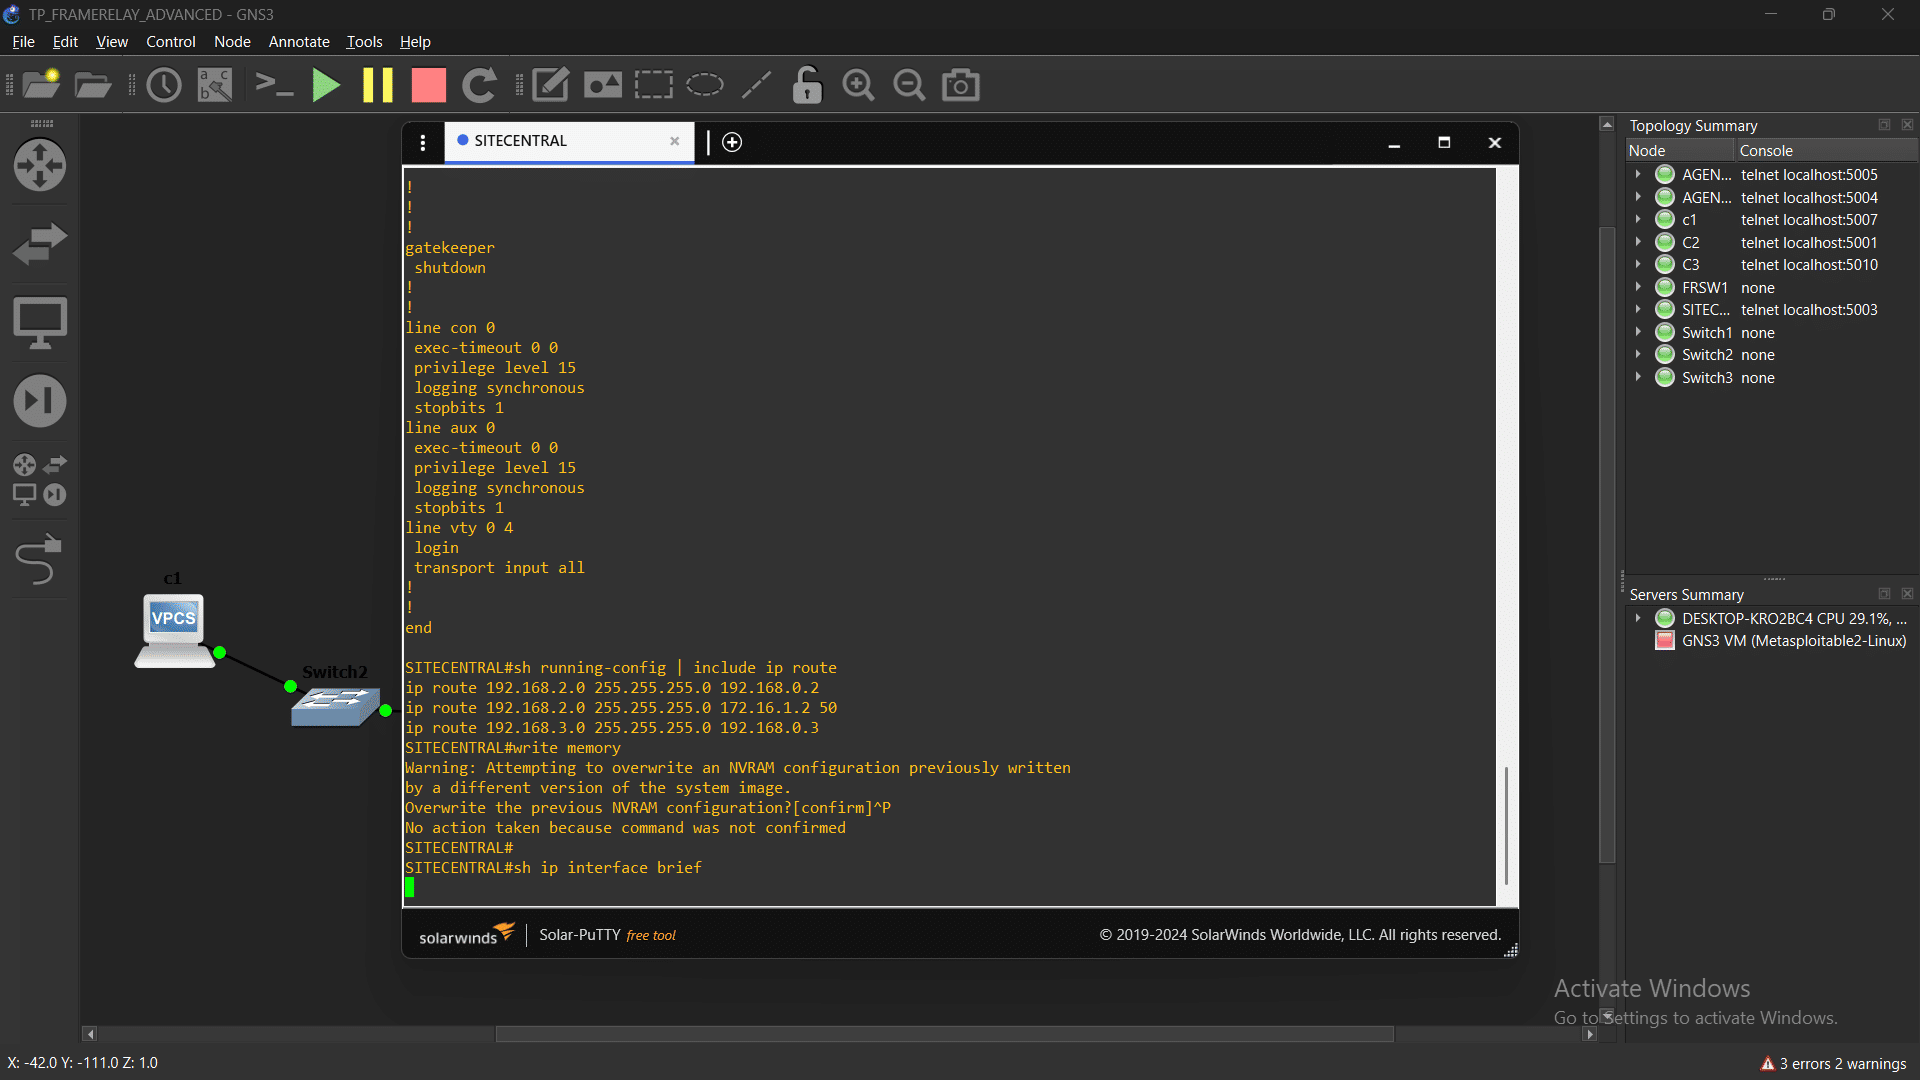 TP_FRAMERELAY_ADVANCED - GNS3
File Edit View Control Node Annotate Tools Help
SITECENTRAL
!
!
!
gatekeeper
shutdown
!
!
line con 0
exec-timeout 0 0
privilege level 15
logging synchronous
stopbits 1
line aux 0
exec-timeout 0 0
privilege level 15
logging synchronous
stopbits 1
line vty 0 4
login
transport input all
!
!
end
SITECENTRAL#sh running-config | include ip route
ip route 192.168.2.0 255.255.255.0 192.168.0.2
ip route 192.168.2.0 255.255.255.0 172.16.1.2 50
ip route 192.168.3.0 255.255.255.0 192.168.0.3
SITECENTRAL#write memory
Warning: Attempting to overwrite an NVRAM configuration previously written
by a different version of the system image.
Overwrite the previous NVRAM configuration?[confirm]^P
No action taken because command was not confirmed
SITECENTRAL#
SITECENTRAL#sh ip interface brief
solarwinds
Solar-PuTTY free tool
© 2019-2024 SolarWinds Worldwide, LLC. All rights reserved.
c1
VPCS
Switch2
Topology Summary
Node Console
AGEN... telnet localhost:5005
AGEN... telnet localhost:5004
c1 telnet localhost:5007
C2 telnet localhost:5001
C3 telnet localhost:5010
FRSW1 none
SITEC... telnet localhost:5003
Switch1 none
Switch2 none
Switch3 none
Servers Summary
DESKTOP-KRO2BC4 CPU 29.1%, ...
GNS3 VM (Metasploitable2-Linux)
Activate Windows
Go to Settings to activate Windows.
X: -42.0 Y: -111.0 Z: 1.0
3 errors 2 warnings